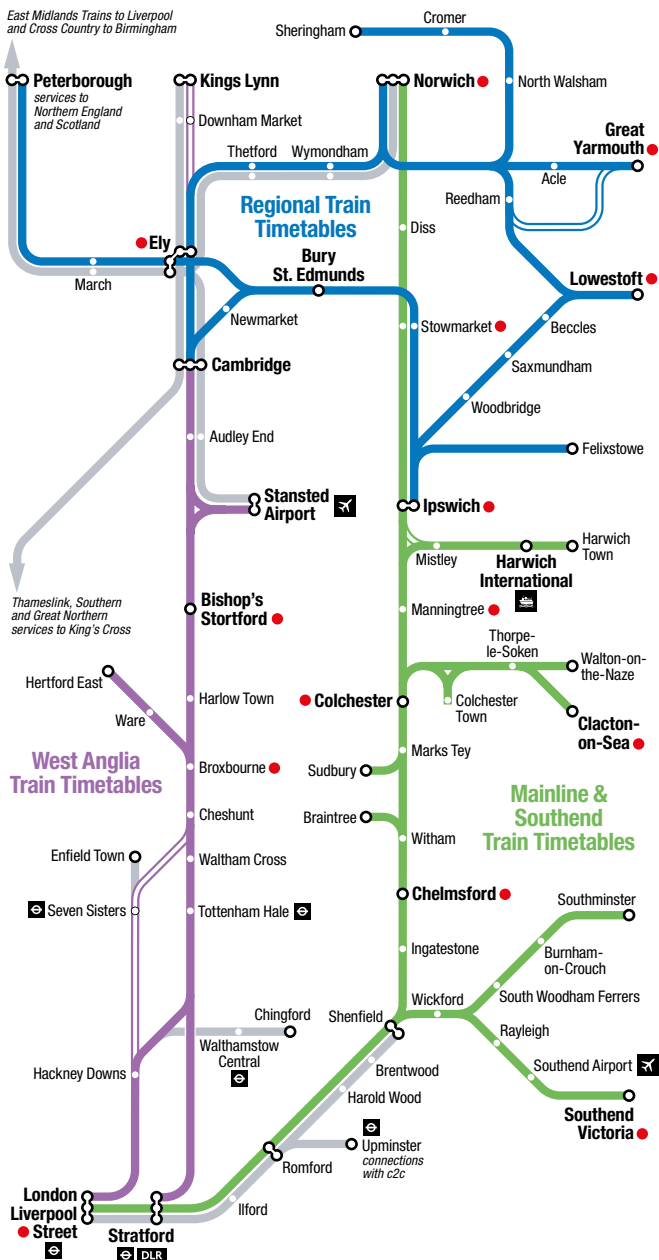 East Midlands Trains to Liverpool
and Cross Country to Birmingham
Cromer
Sheringham
Peterborough
services to
Northern England
and Scotland
Kings Lynn
Norwich
North Walsham
Downham Market
Great
Yarmouth
Thetford
Wymondham
Acle
Reedham
Regional Train
Timetables
Diss
Ely
Bury
St. Edmunds
March
Lowestoft
Newmarket
Stowmarket
Beccles
Saxmundham
Cambridge
Woodbridge
Audley End
Felixstowe
Stansted
Airport
Ipswich
Mistley
Harwich
International
Harwich
Town
Thameslink, Southern
and Great Northern
services to King's Cross
Bishop's
Stortford
Manningtree
Thorpe-
le-Soken
Walton-on-
the-Naze
Hertford East
Harlow Town
Colchester
Colchester
Town
Clacton-
on-Sea
Ware
West Anglia
Train Timetables
Broxbourne
Marks Tey
Sudbury
Mainline &
Southend
Train Timetables
Cheshunt
Braintree
Witham
Enfield Town
Waltham Cross
Chelmsford
Southminster
Seven Sisters
Tottenham Hale
Ingatestone
Burnham-
on-Crouch
Wickford
South Woodham Ferrers
Chingford
Shenfield
Rayleigh
Walthamstow
Central
Hackney Downs
Brentwood
Southend Airport
Harold Wood
Southend
Victoria
Upminster
connections
with c2c
Romford
London
Liverpool
Street
Ilford
Stratford
DLR